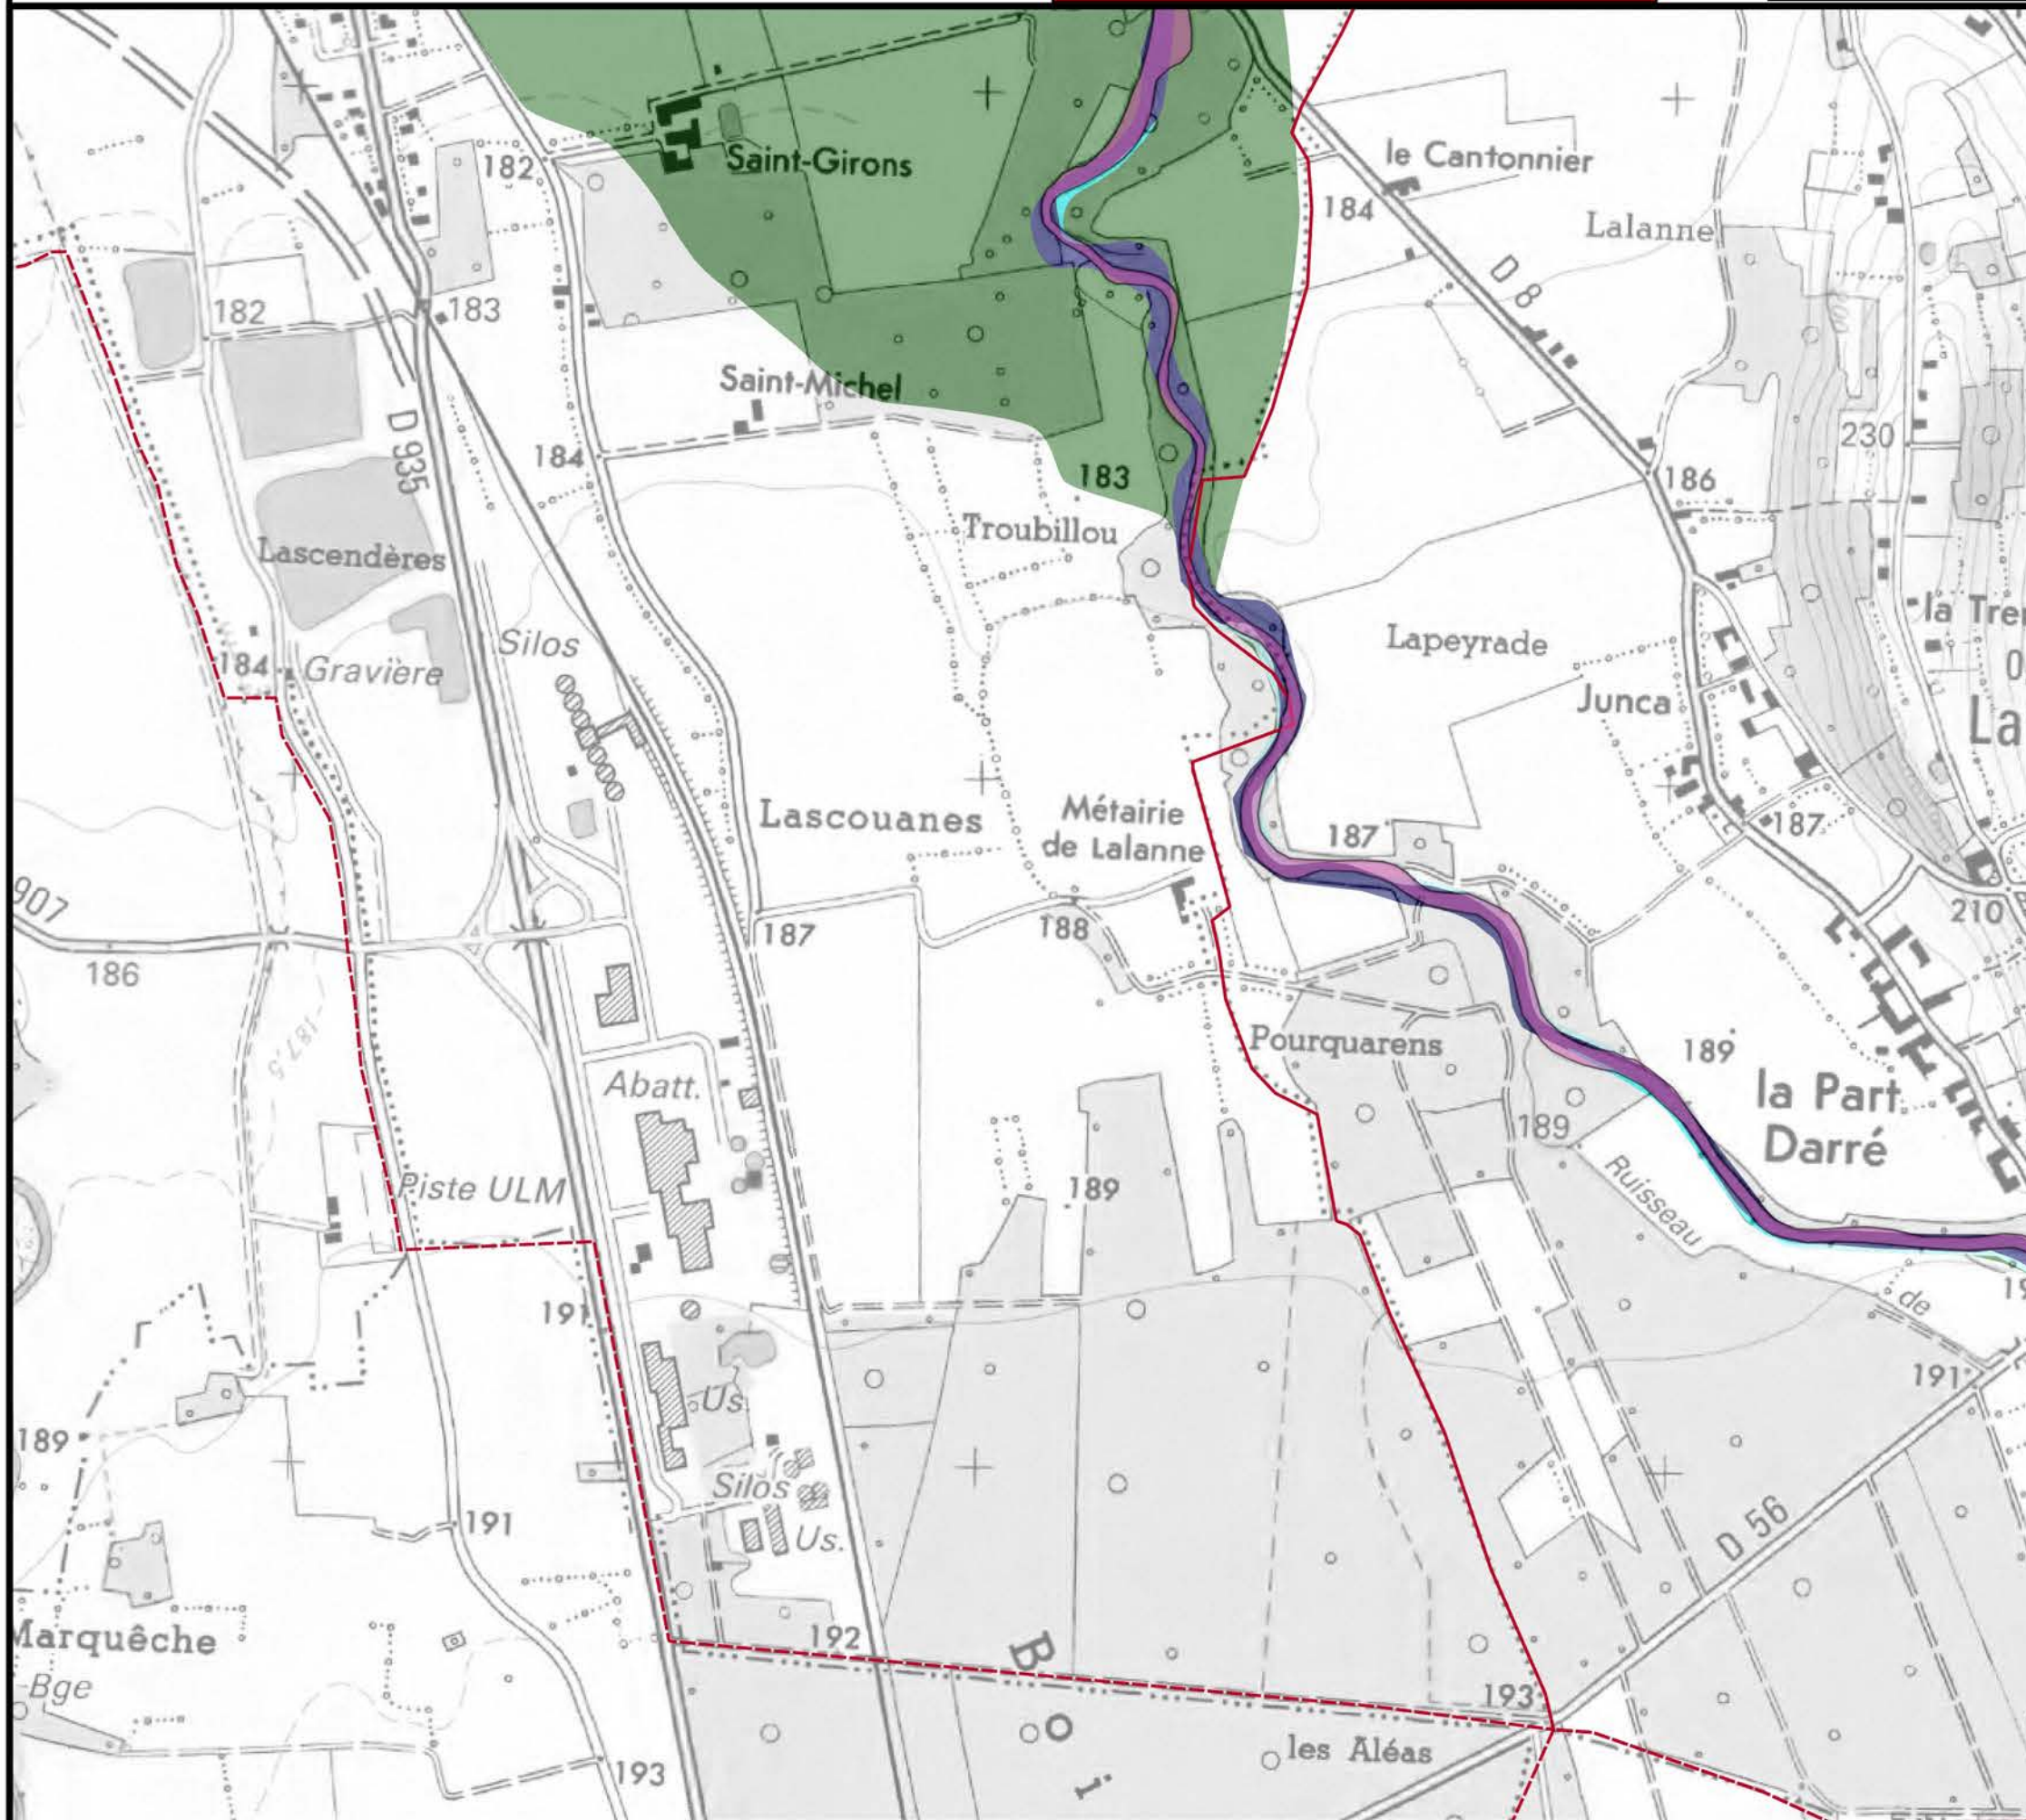 Saint-Girons
182
le Cantonnier
184
Lalanne
D 8
182
183
Saint-Michel
D 935
184
230
183
186
Troubillou
Lascendères
Silos
Lapeyrade
184
Gravière
Junca
Lascouanes
Métairie
de Lalanne
187
187
907
187
188
210
186
187,5
Pourquarens
189
Abatt.
la Part
Darré
189
Piste ULM
189
Ruisseau
de
191
191
Us.
189
Silos
Us.
191
D 56
Marquêche
192
B
o
i
193
Bge
les Aléas
193